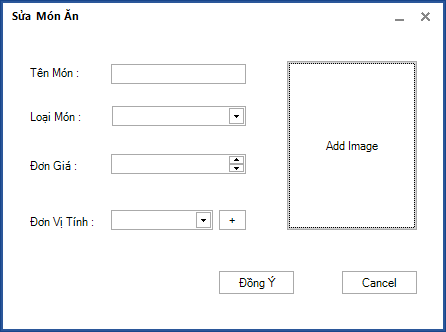 Sửa Món Ăn
Tên Món :
Loại Món :
Đơn Giá :
Đơn Vị Tính :
+
Add Image
Đồng Ý
Cancel